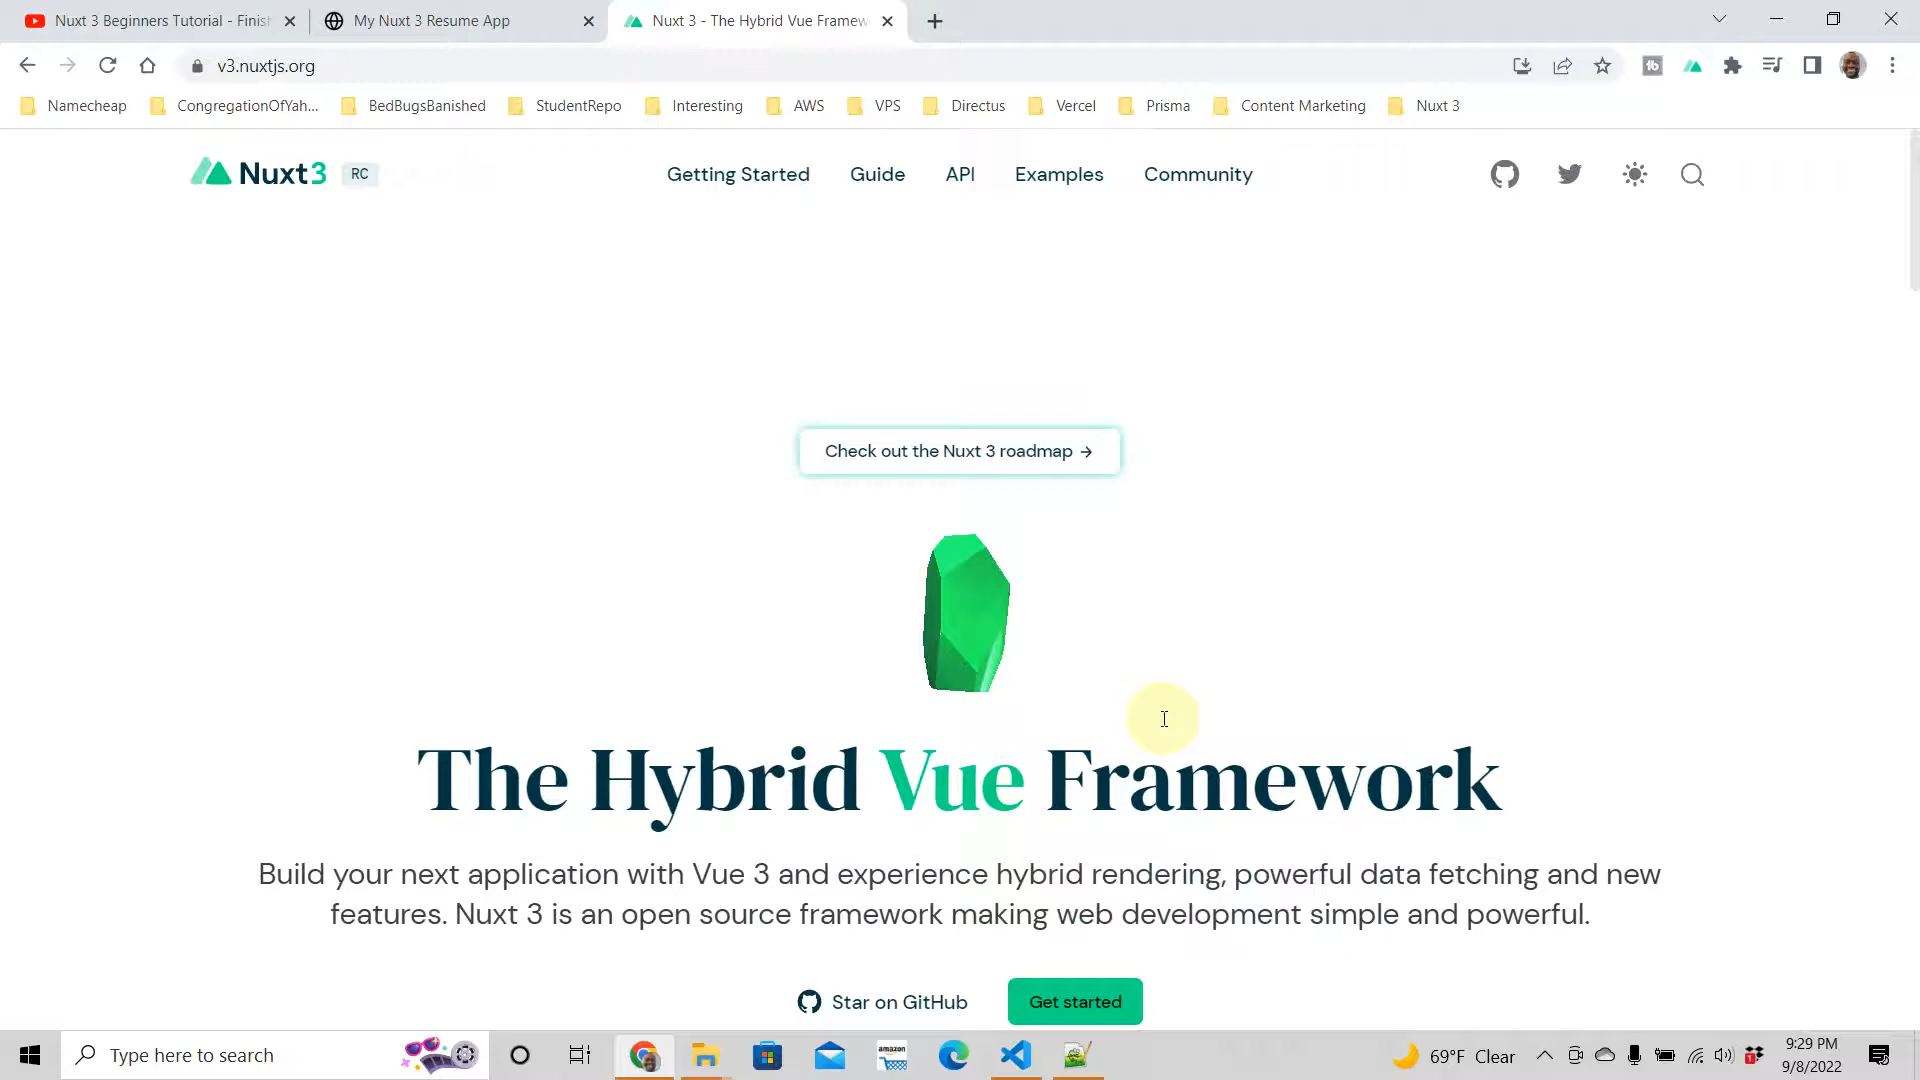 Nuxt 3 Beginners Tutorial - Finish
My Nuxt 3 Resume App
Nuxt 3 - The Hybrid Vue Framew
v3.nuxtjs.org
Namecheap
CongregationOfYah...
BedBugsBanished
StudentRepo
Interesting
AWS
VPS
Directus
Vercel
Prisma
Content Marketing
Nuxt 3
Nuxt3 RC
Getting Started
Guide
API
Examples
Community
Check out the Nuxt 3 roadmap →
The Hybrid Vue Framework
Build your next application with Vue 3 and experience hybrid rendering, powerful data fetching and new
features. Nuxt 3 is an open source framework making web development simple and powerful.
Star on GitHub
Get started
Type here to search
amazon
69°F Clear
9:29 PM
9/8/2022